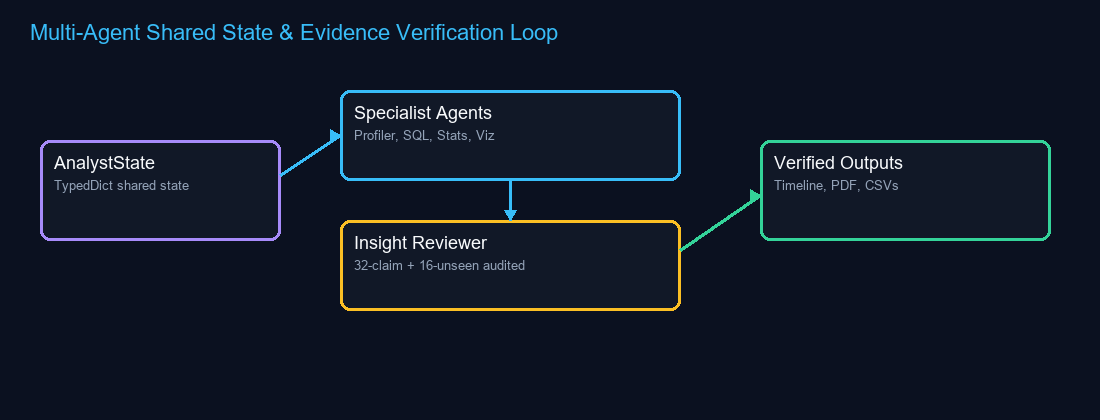 Multi-Agent Shared State & Evidence Verification Loop
Specialist Agents
Profiler, SQL, Stats, Viz
AnalystState
TypedDict shared state
Verified Outputs
Timeline, PDF, CSVs
Insight Reviewer
32-claim + 16-unseen audited